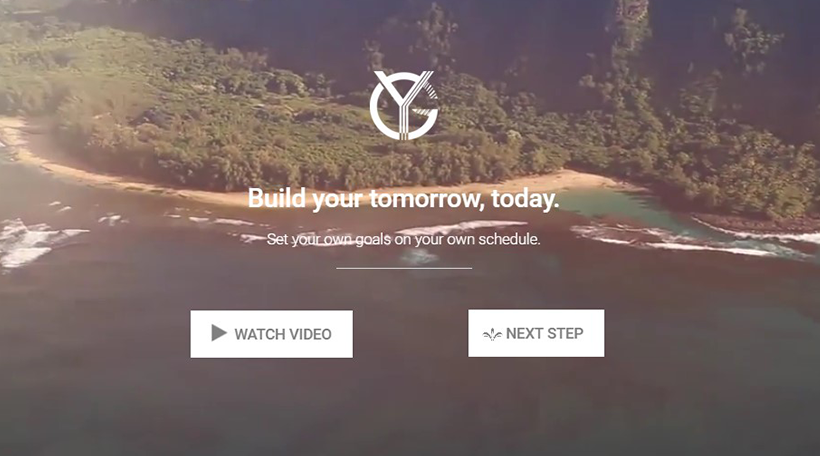 YG
Build your tomorrow, today.
Set your own goals on your own schedule.
WATCH VIDEO
NEXT STEP